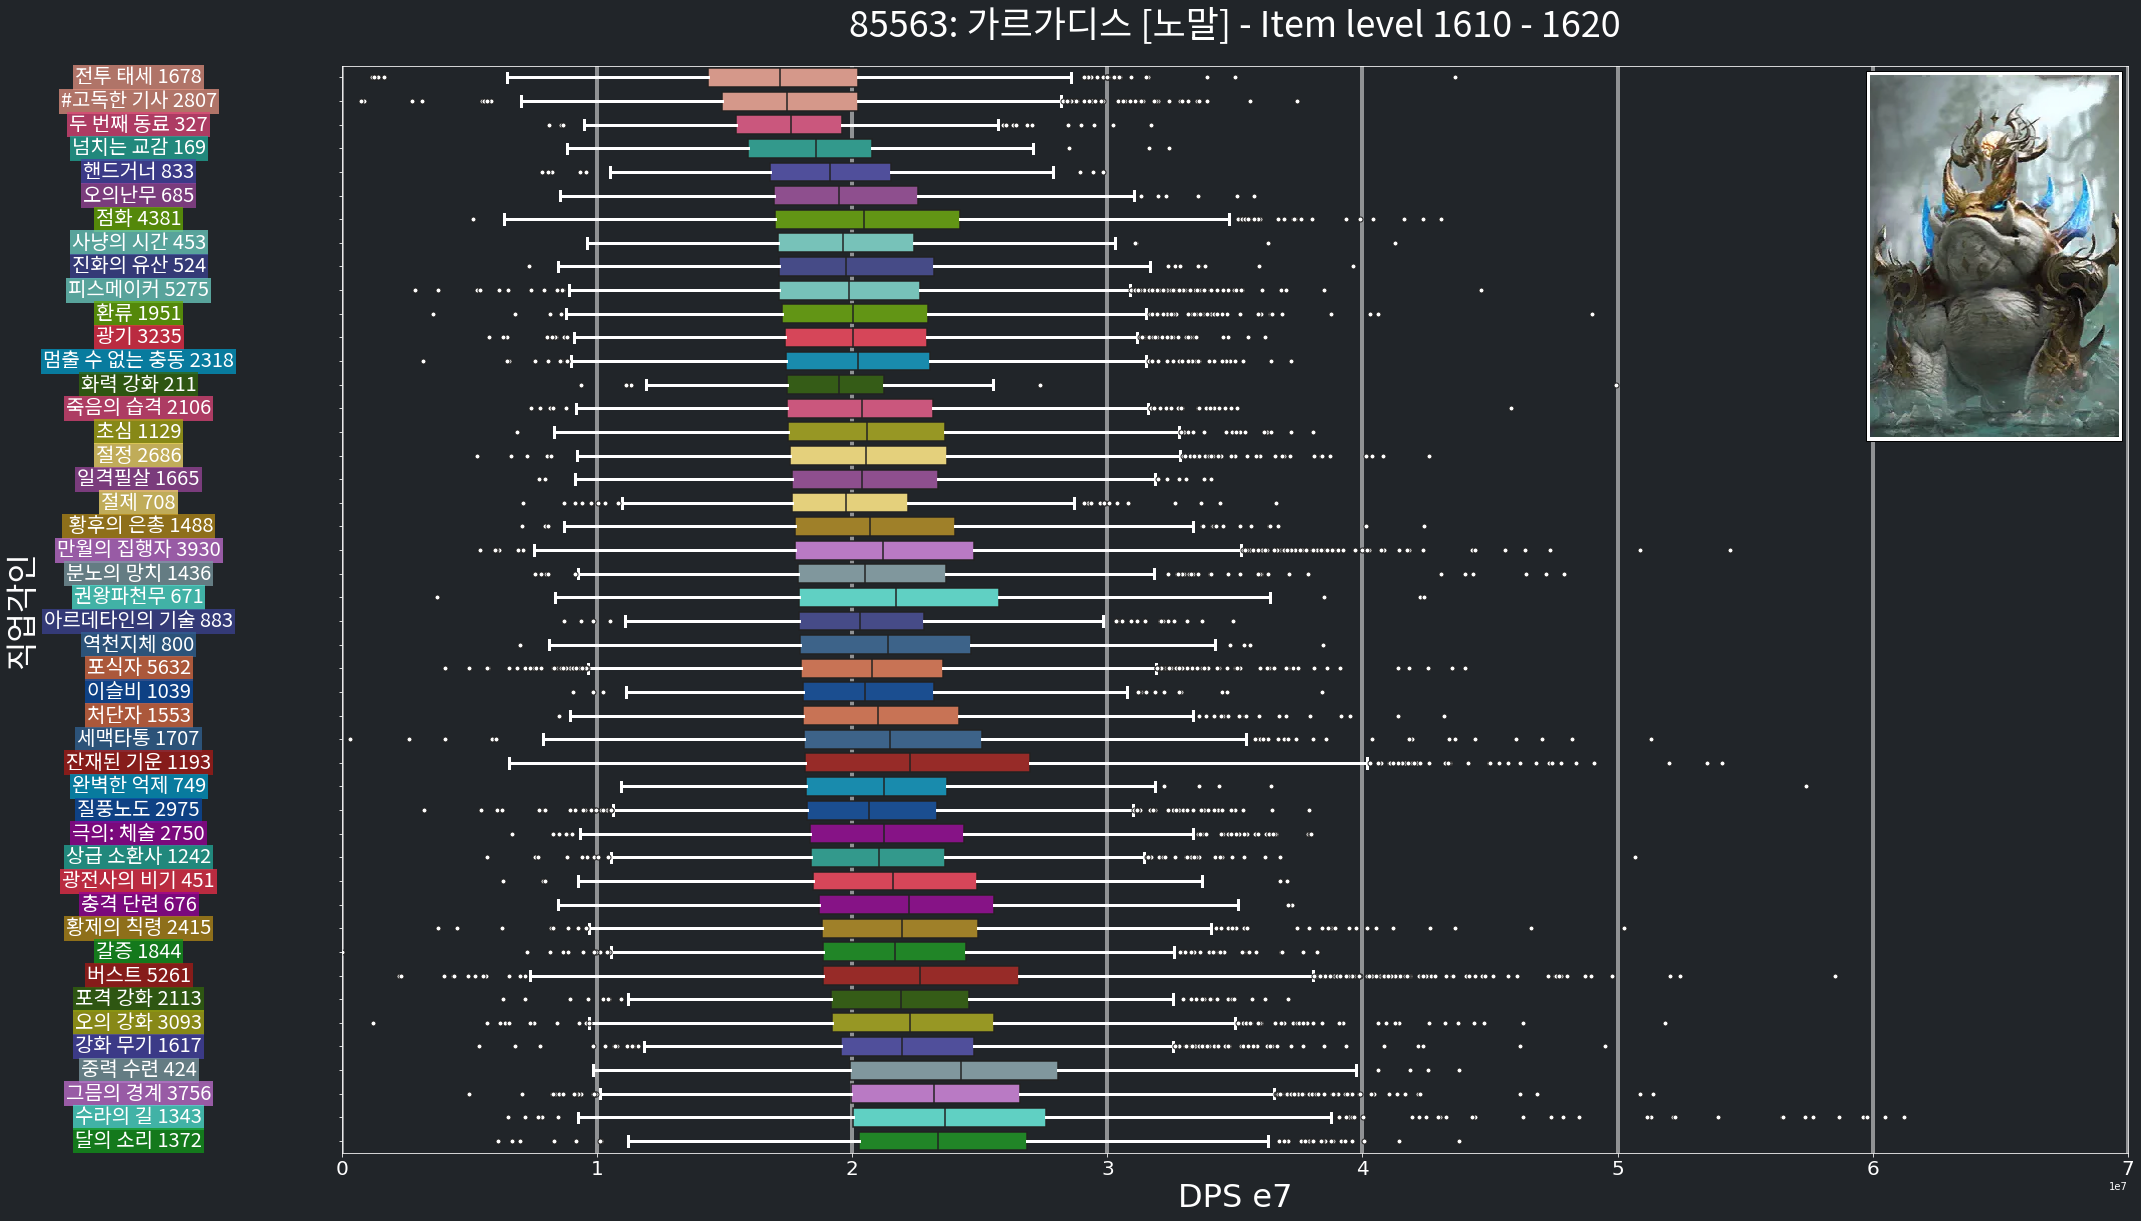 85563: 가르가디스 [노말] - Item level 1610 - 1620
전투 태세 1678
#고독한 기사 2807
두 번째 동료 327
넘치는 교감 169
핸드거너 833
오의난무 685
점화 4381
사냥의 시간 453
진화의 유산 524
피스메이커 5275
환류 1951
광기 3235
멈출 수 없는 충동 2318
화력 강화 211
죽음의 습격 2106
초심 1129
절정 2686
일격필살 1665
절제 708
황후의 은총 1488
만월의 집행자 3930
분노의 망치 1436
권왕파천무 671
아르데타인의 기술 883
역천지체 800
포식자 5632
이슬비 1039
처단자 1553
세맥타통 1707
잔재된 기운 1193
완벽한 억제 749
질풍노도 2975
극의: 체술 2750
상급 소환사 1242
광전사의 비기 451
충격 단련 676
황제의 칙령 2415
갈증 1844
버스트 5261
포격 강화 2113
오의 강화 3093
강화 무기 1617
중력 수련 424
그믐의 경계 3756
수라의 길 1343
달의 소리 1372
직업각인
0 1 2 3 4 5 6 7
1e7
DPS e7